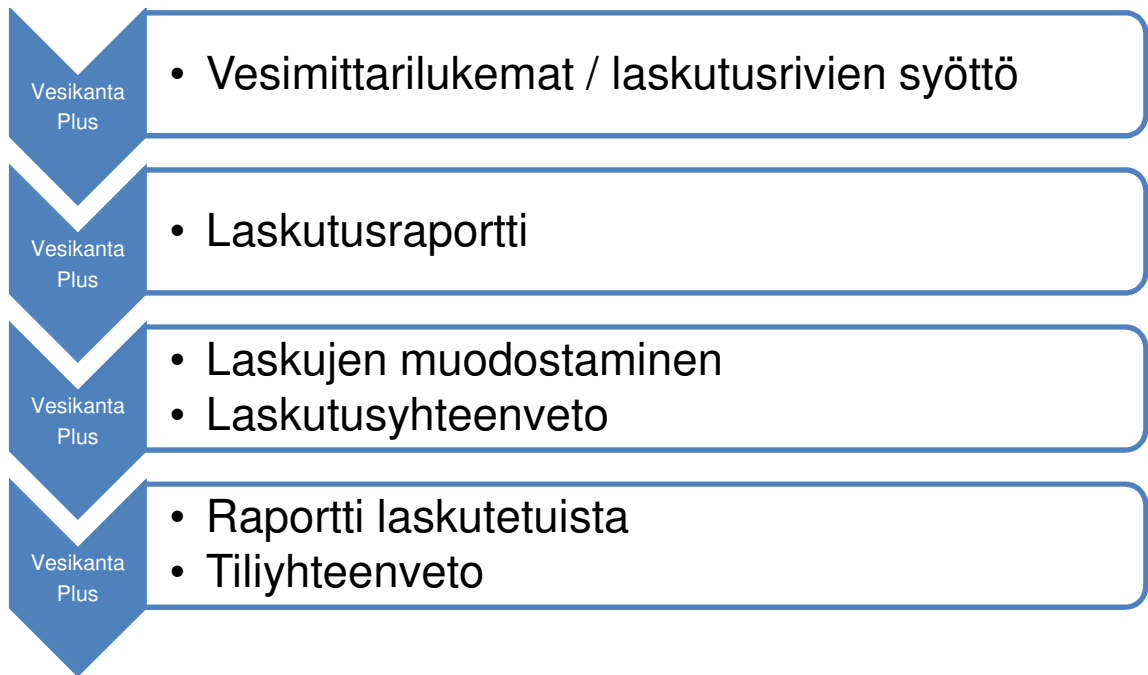 Vesikanta
Plus
• Vesimittarilukemat / laskutusrivien syöttö
Vesikanta
Plus
• Laskutusraportti
Vesikanta
Plus
• Laskujen muodostaminen
• Laskutusyhteenveto
Vesikanta
Plus
• Raportti laskutetuista
• Tiliyhteenveto